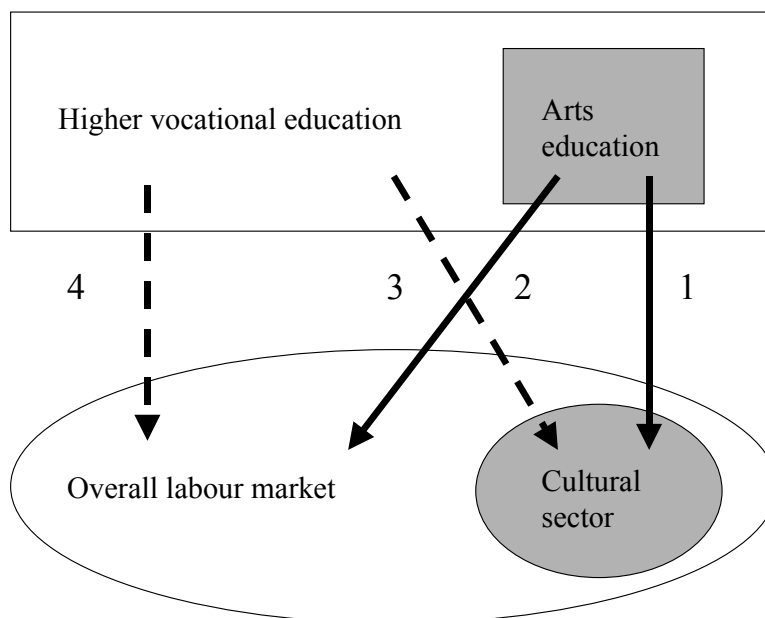 Higher vocational education
Arts
education
4
3
2
1
Overall labour market
Cultural
sector